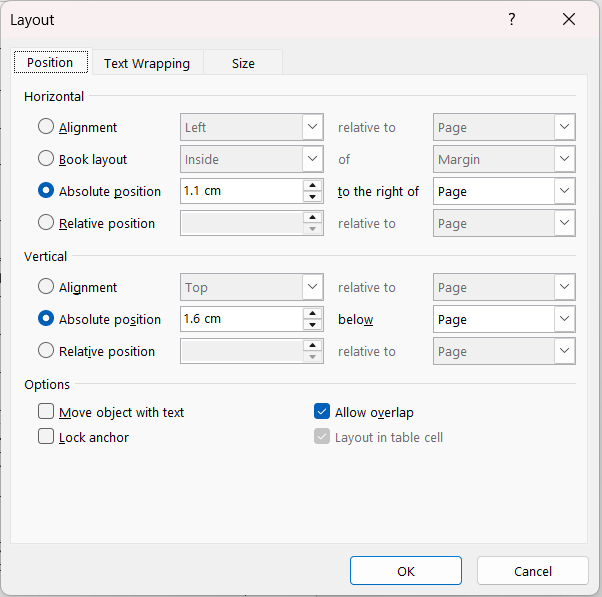 Layout ?
Position Text Wrapping Size
Horizontal
Alignment Left relative to Page
Book layout Inside of Margin
Absolute position 1.1 cm to the right of Page
Relative position relative to Page
Vertical
Alignment Top relative to Page
Absolute position 1.6 cm below Page
Relative position relative to Page
Options
Move object with text Allow overlap
Lock anchor Layout in table cell
OK Cancel